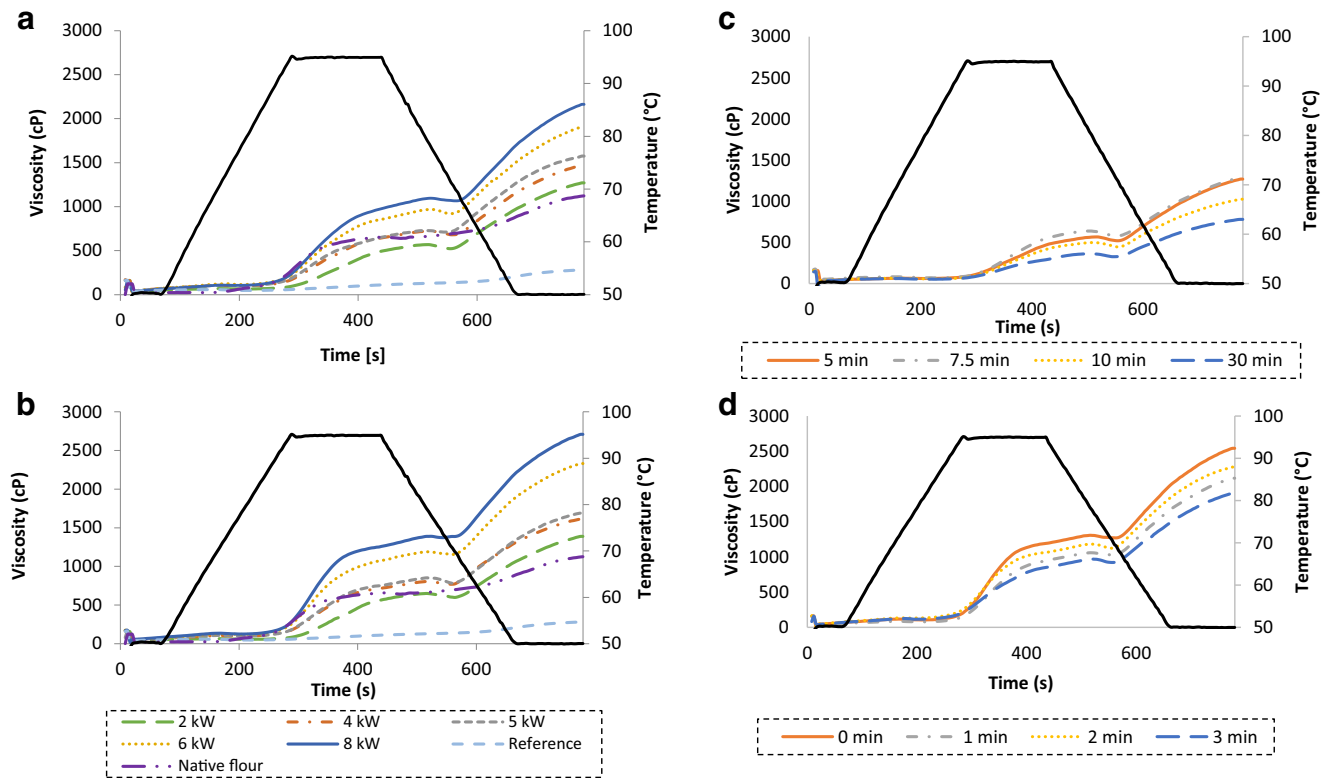 a
3000
2500
2000
1500
1000
500
0
Viscosity (cP)
100
90
80
70
60
50
Temperature (°C)
0 200 400 600
Time [s]
b
3000
2500
2000
1500
1000
500
0
Viscosity (cP)
100
90
80
70
60
50
Temperature (°C)
0 200 400 600
Time (s)
2 kW 4 kW 5 kW
6 kW 8 kW Reference
Native flour
c
3000
2500
2000
1500
1000
500
0
Viscosity (cP)
100
90
80
70
60
50
Temperature (°C)
0 200 400 600
Time (s)
5 min 7.5 min 10 min 30 min
d
3000
2500
2000
1500
1000
500
0
Viscosity (cP)
100
90
80
70
60
50
Temperature (°C)
0 200 400 600
Time (s)
0 min 1 min 2 min 3 min